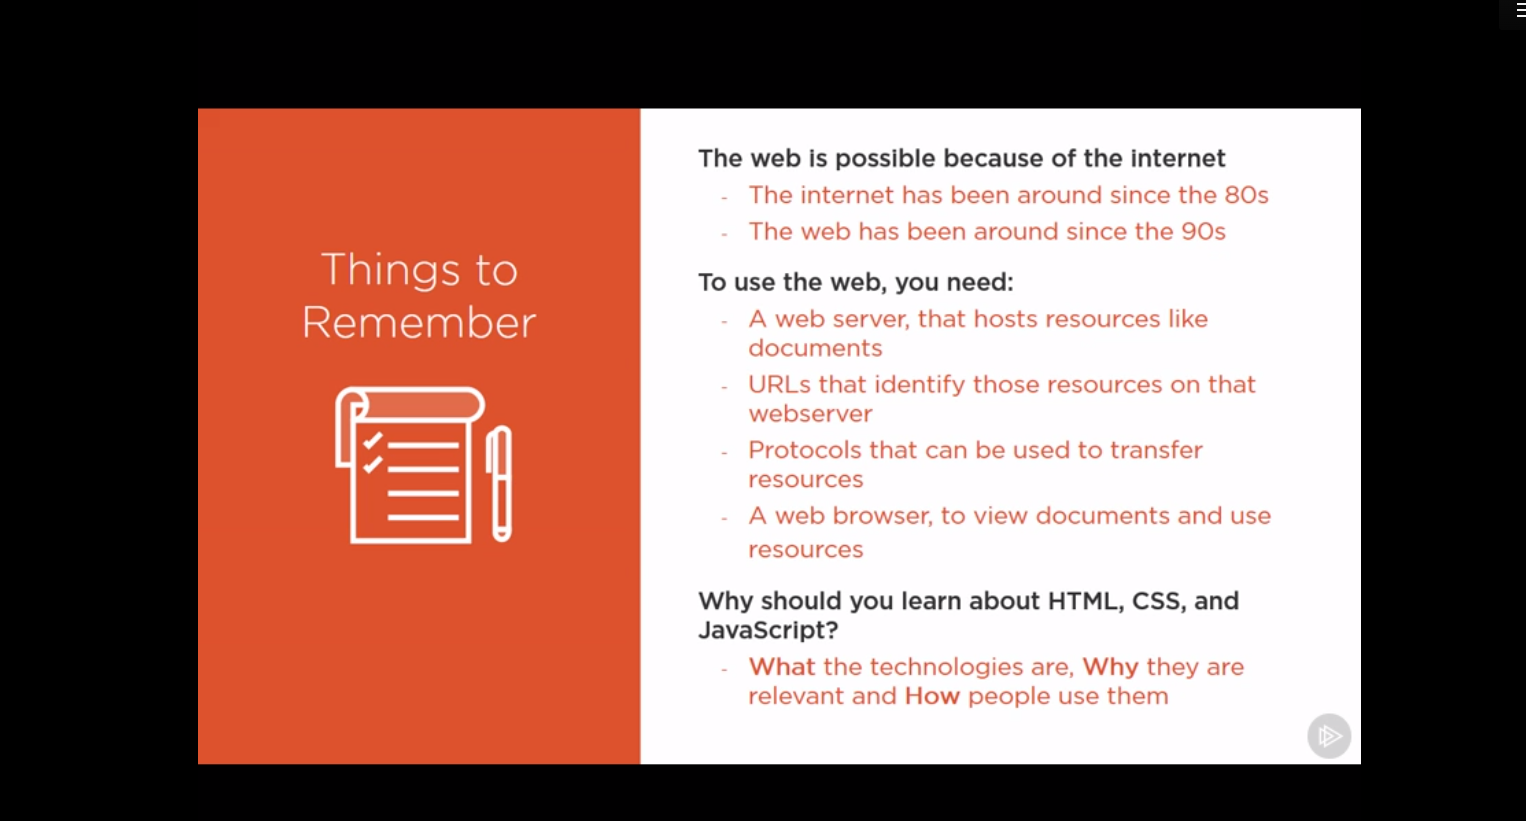 Things to
Remember
The web is possible because of the internet
- The internet has been around since the 80s
- The web has been around since the 90s
To use the web, you need:
- A web server, that hosts resources like
documents
- URLs that identify those resources on that
webserver
- Protocols that can be used to transfer
resources
- A web browser, to view documents and use
resources
Why should you learn about HTML, CSS, and
JavaScript?
- What the technologies are, Why they are
relevant and How people use them